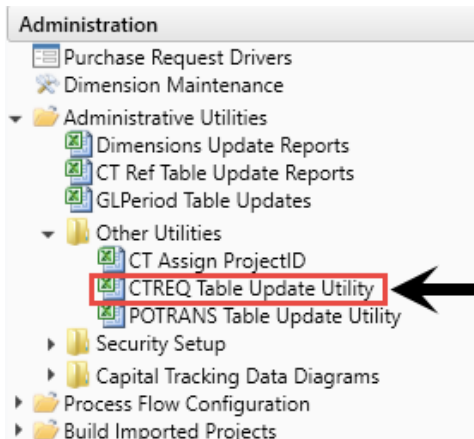 Administration
Purchase Request Drivers
Dimension Maintenance
Administrative Utilities
Dimensions Update Reports
CT Ref Table Update Reports
GLPeriod Table Updates
Other Utilities
CT Assign ProjectID
CTREQ Table Update Utility
POTRANS Table Update Utility
Security Setup
Capital Tracking Data Diagrams
Process Flow Configuration
Build Imported Projects